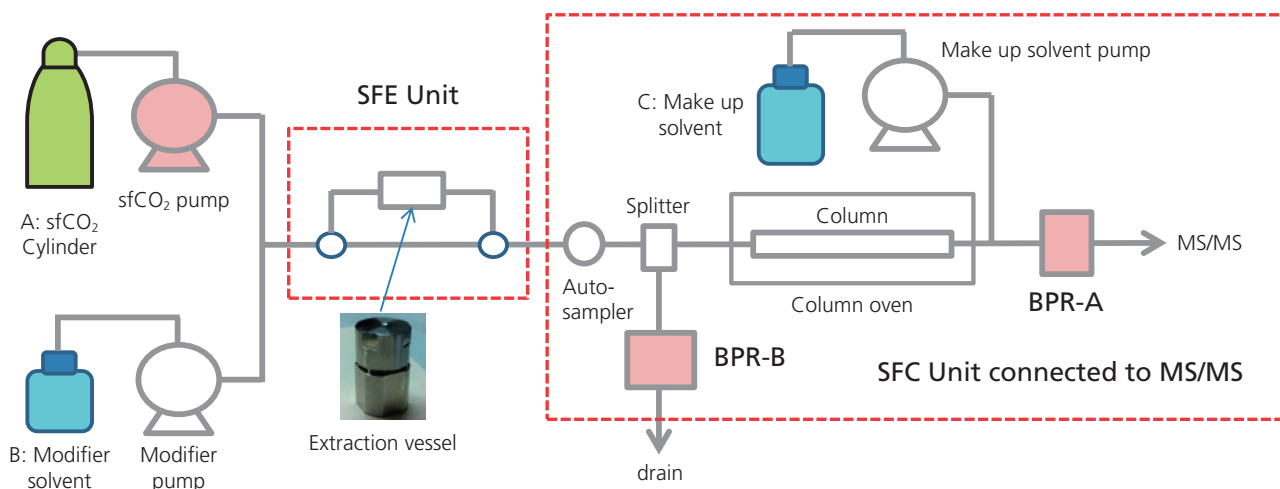 A: sfCO₂
Cylinder
sfCO₂ pump
B: Modifier
solvent
Modifier
pump
SFE Unit
Extraction vessel
C: Make up
solvent
Make up solvent pump
Auto-
sampler
Splitter
Column
Column oven
BPR-A
MS/MS
BPR-B
drain
SFC Unit connected to MS/MS